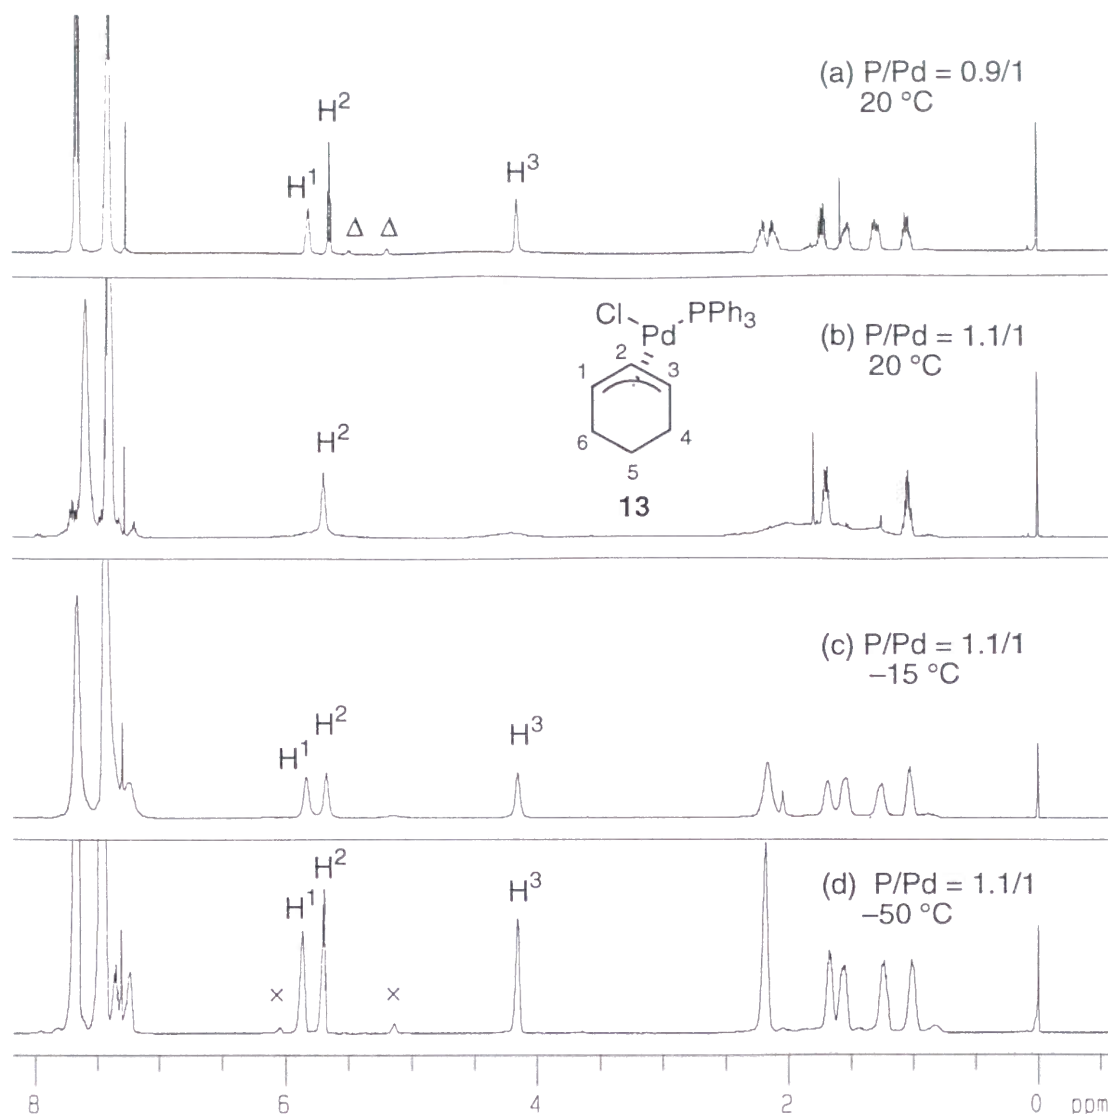 (a) P/Pd = 0.9/1
20 °C
H²
H¹
Δ Δ
H³
(b) P/Pd = 1.1/1
20 °C
Cl PPh₃
Pd
1 2 3
6 4
5
13
H²
(c) P/Pd = 1.1/1
–15 °C
H¹
H²
H³
(d) P/Pd = 1.1/1
–50 °C
H¹
H²
H³
× ×
8 6 4 2 0 ppm